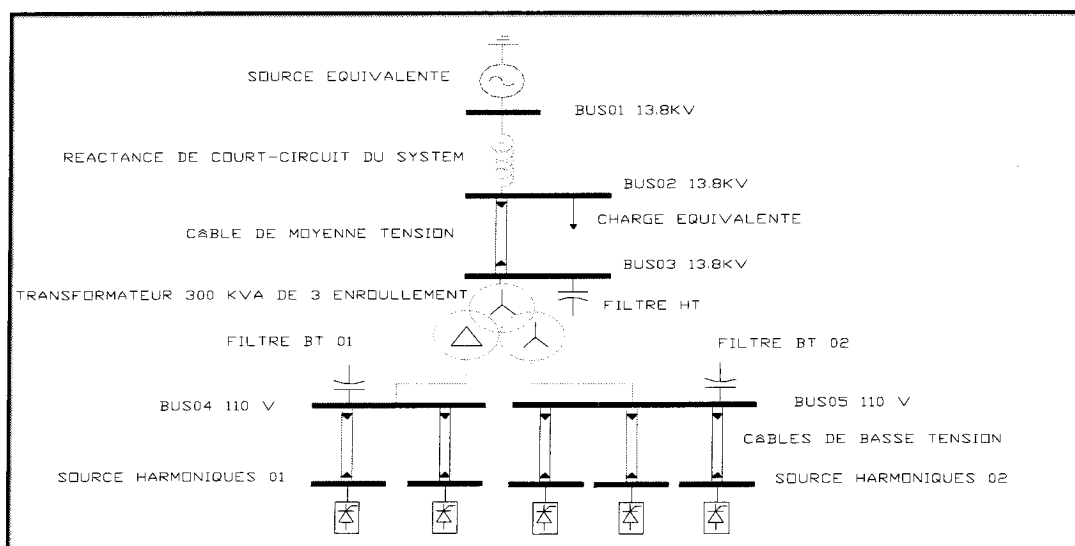 SOURCE EQUIVALENTE
BUS01 13.8KV
REACTANCE DE COURT-CIRCUIT DU SYSTEM
BUS02 13.8KV
CHARGE EQUIVALENTE
CÂBLE DE MOYENNE TENSION
BUS03 13.8KV
TRANSFORMATEUR 300 KVA DE 3 ENROULLEMENT
FILTRE HT
FILTRE BT 01
FILTRE BT 02
BUS04 110 V
BUS05 110 V
CÂBLES DE BASSE TENSION
SOURCE HARMONIQUES 01
SOURCE HARMONIQUES 02